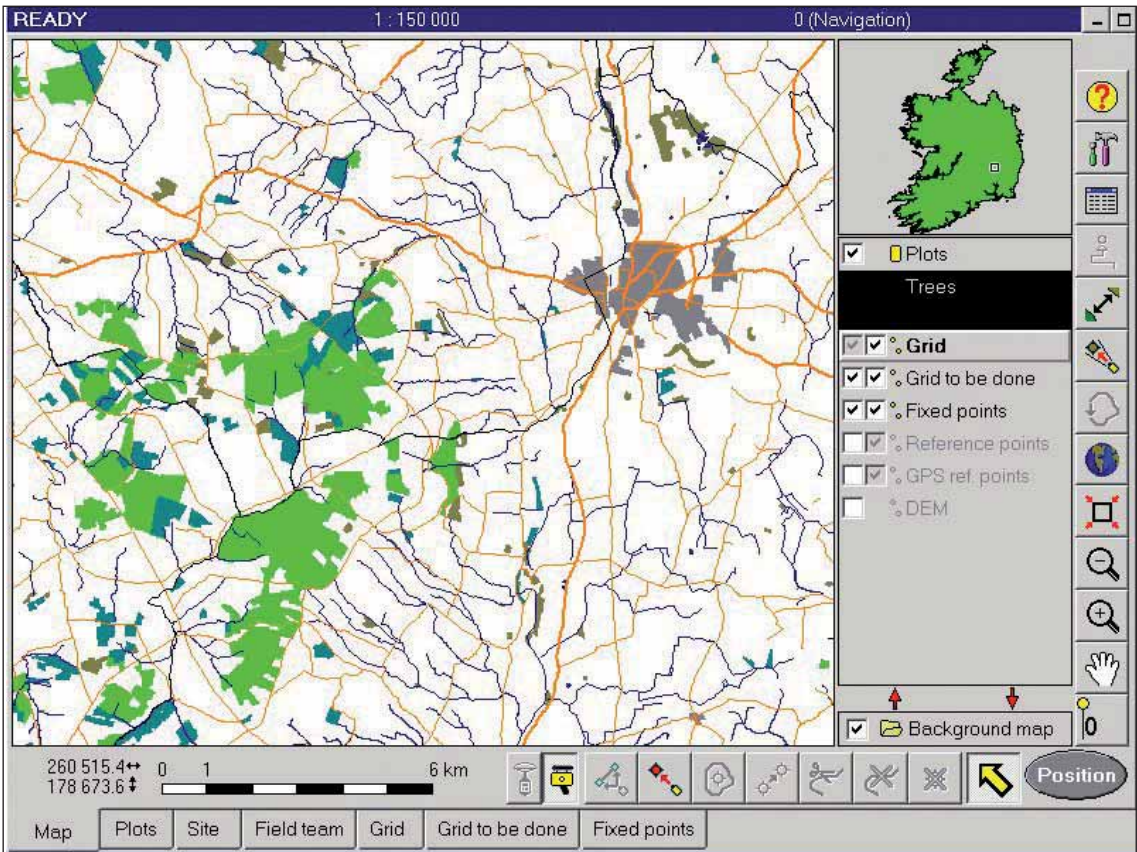 READY 1 : 150 000 0 (Navigation)
Plots
Trees
Grid
Grid to be done
Fixed points
Reference points
GPS ref. points
DEM
Background map
0
260 515.4
178 673.6
0 1 6 km
Position
Map Plots Site Field team Grid Grid to be done Fixed points